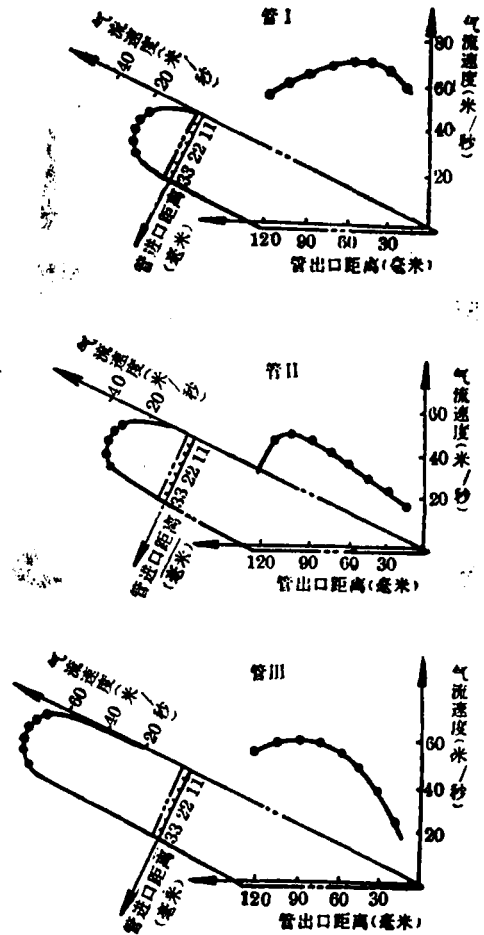 管 I
气流速度(米/秒)
40 20
11 22 33
管进口距离
(毫米)
气流速度(米/秒)
80
60
40
20
120 90 60 30
管出口距离(毫米)
管 II
气流速度(米/秒)
40 20
11 22 33
管进口距离
(毫米)
气流速度(米/秒)
60
40
20
120 90 60 30
管出口距离(毫米)
管 III
气流速度(米/秒)
60 40 20
11 22 33
管进口距离
(毫米)
气流速度(米/秒)
60
40
20
120 90 60 30
管出口距离(毫米)